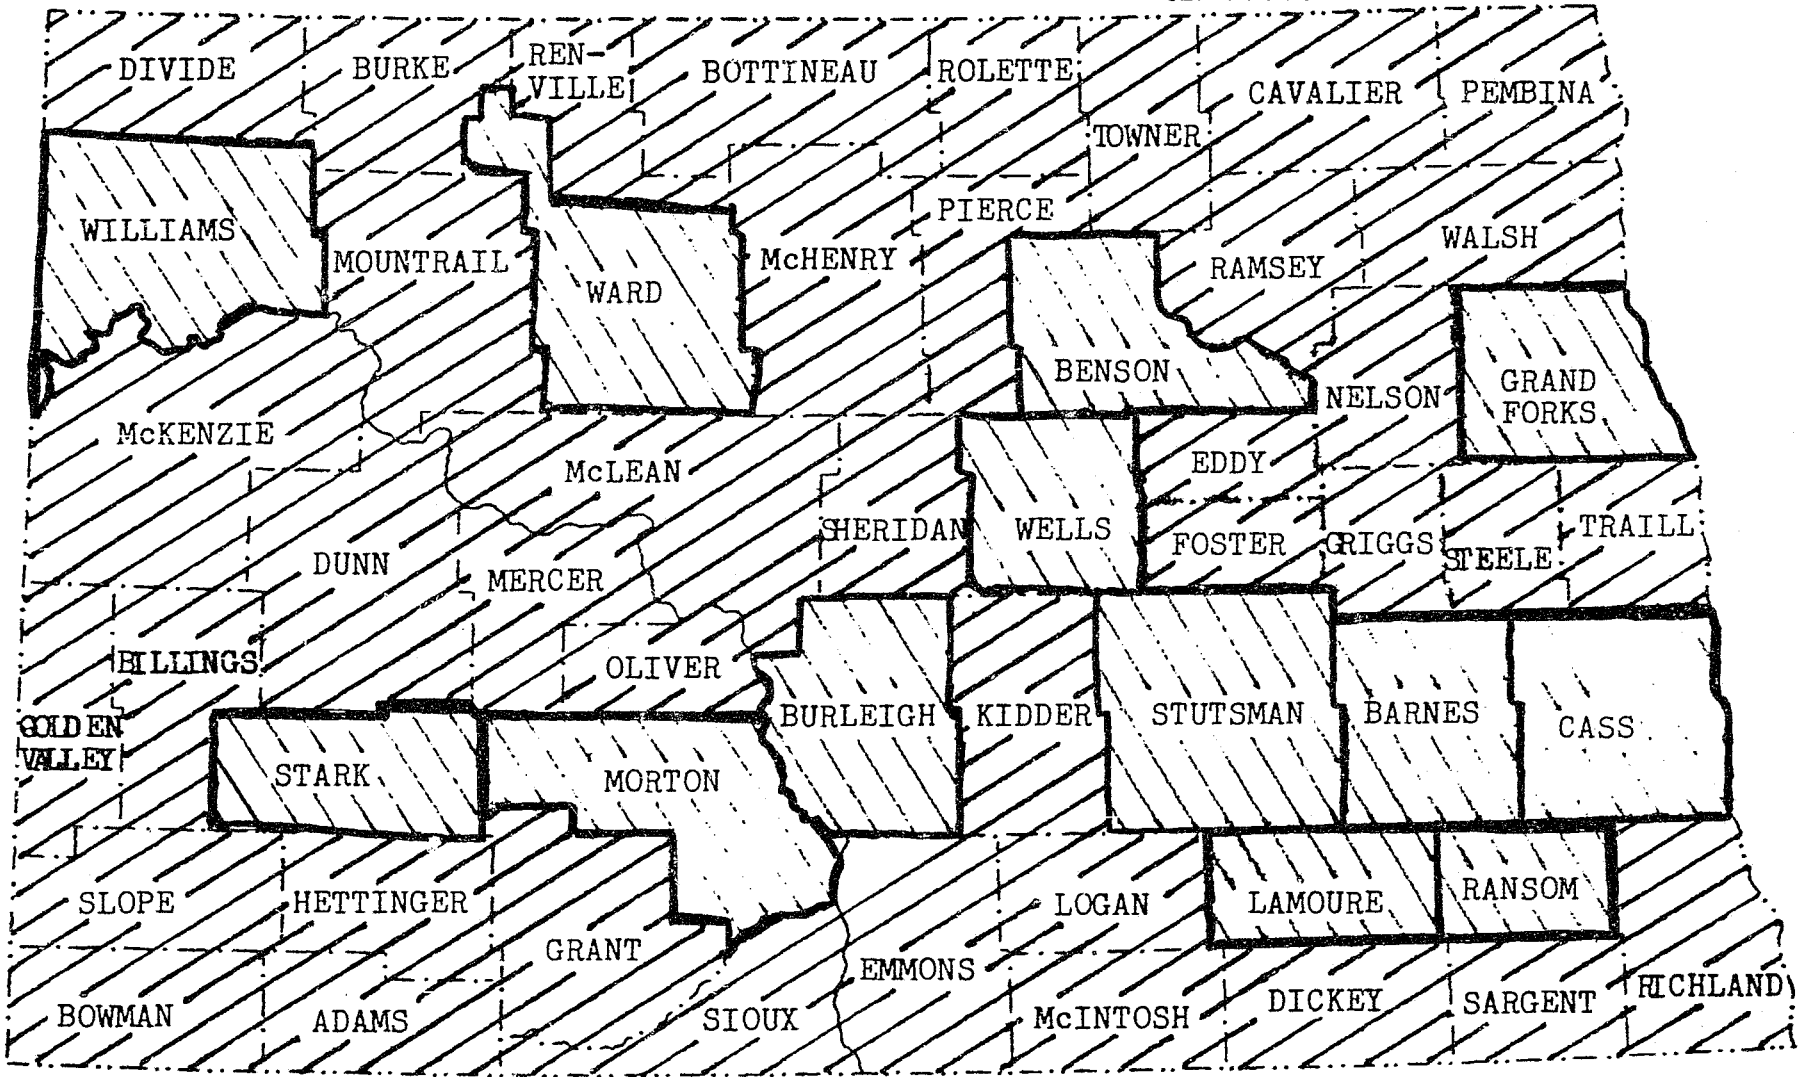 DIVIDE
BURKE
REN-
VILLE
BOTTINEAU
ROLETTE
TOWNER
CAVALIER
PEMBINA
WILLIAMS
MOUNTRAIL
WARD
McHENRY
PIERCE
BENSON
RAMSEY
WALSH
NELSON
GRAND
FORKS
McKENZIE
McLEAN
SHERIDAN
WELLS
EDDY
FOSTER
GRIGGS
STEELE
TRAILL
DUNN
MERCER
OLIVER
BILLINGS
GOLDEN
VALLEY
STARK
MORTON
BURLEIGH
KIDDER
STUTSMAN
BARNES
CASS
SLOPE
HETTINGER
GRANT
EMMONS
LOGAN
LAMOURE
RANSOM
BOWMAN
ADAMS
SIOUX
McINTOSH
DICKEY
SARGENT
RICHLAND